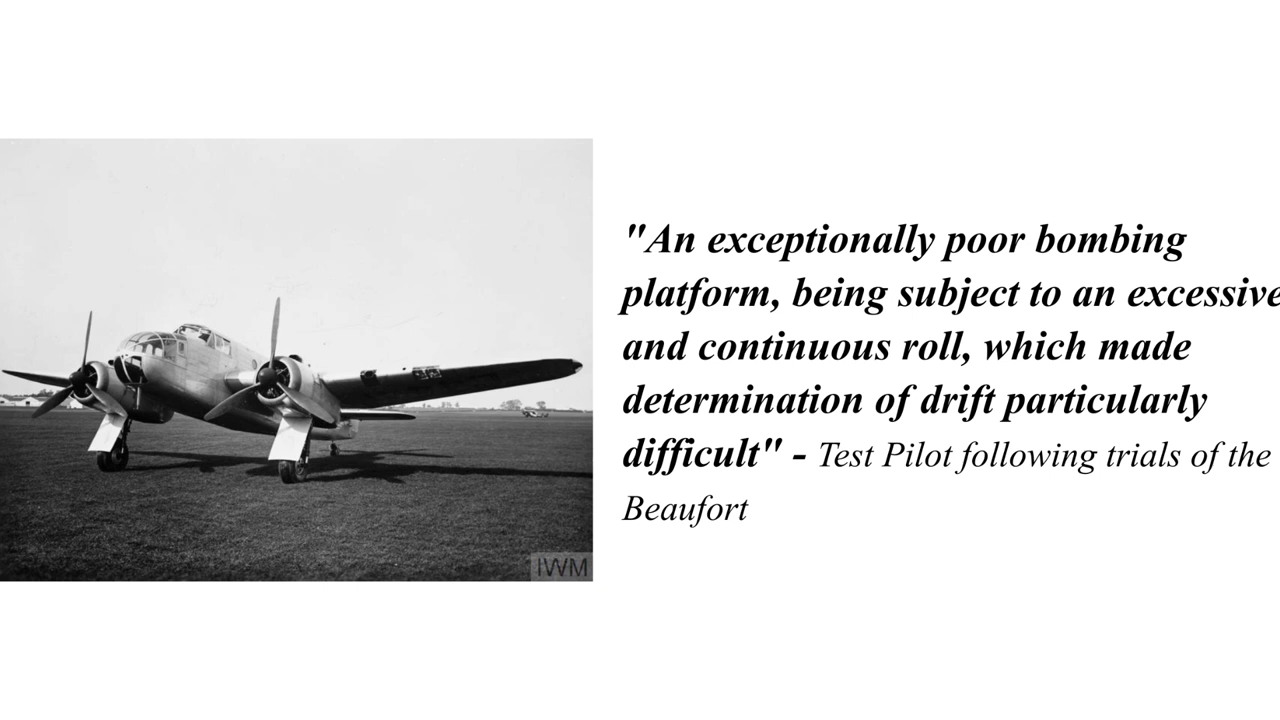 "An exceptionally poor bombing
platform, being subject to an excessive
and continuous roll, which made
determination of drift particularly
difficult" - Test Pilot following trials of the
Beaufort
IWM